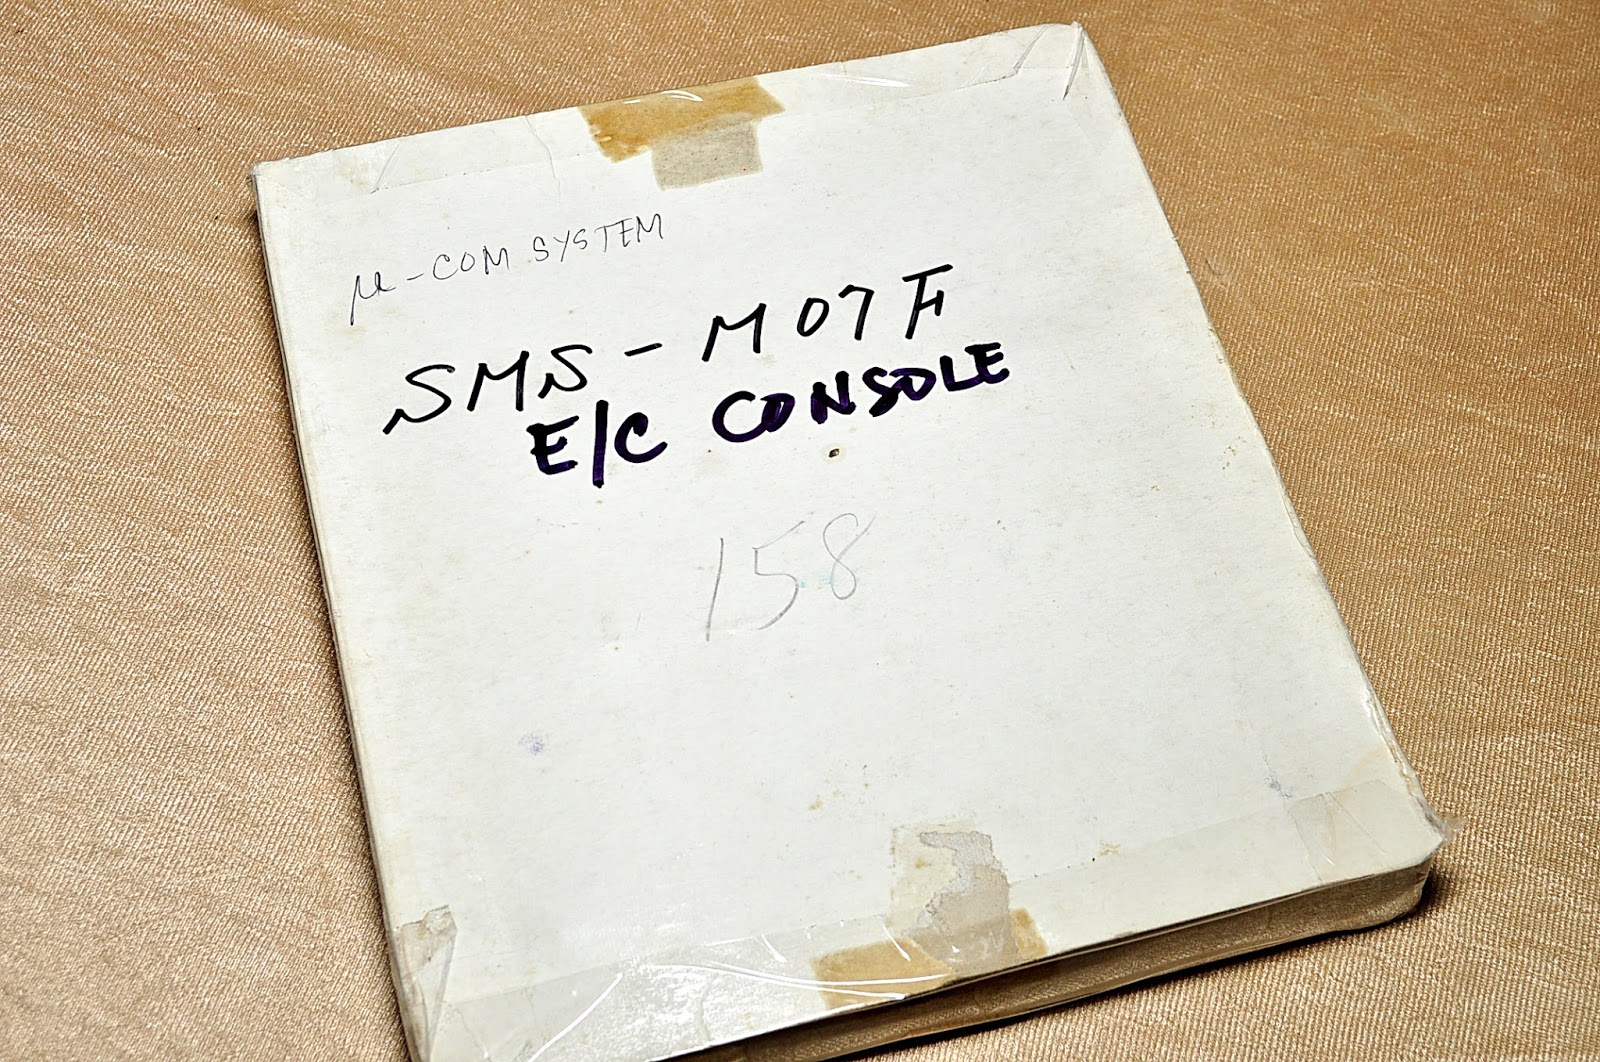 μ-COM SYSTEM
SMS-M07F
E/C CONSOLE
158